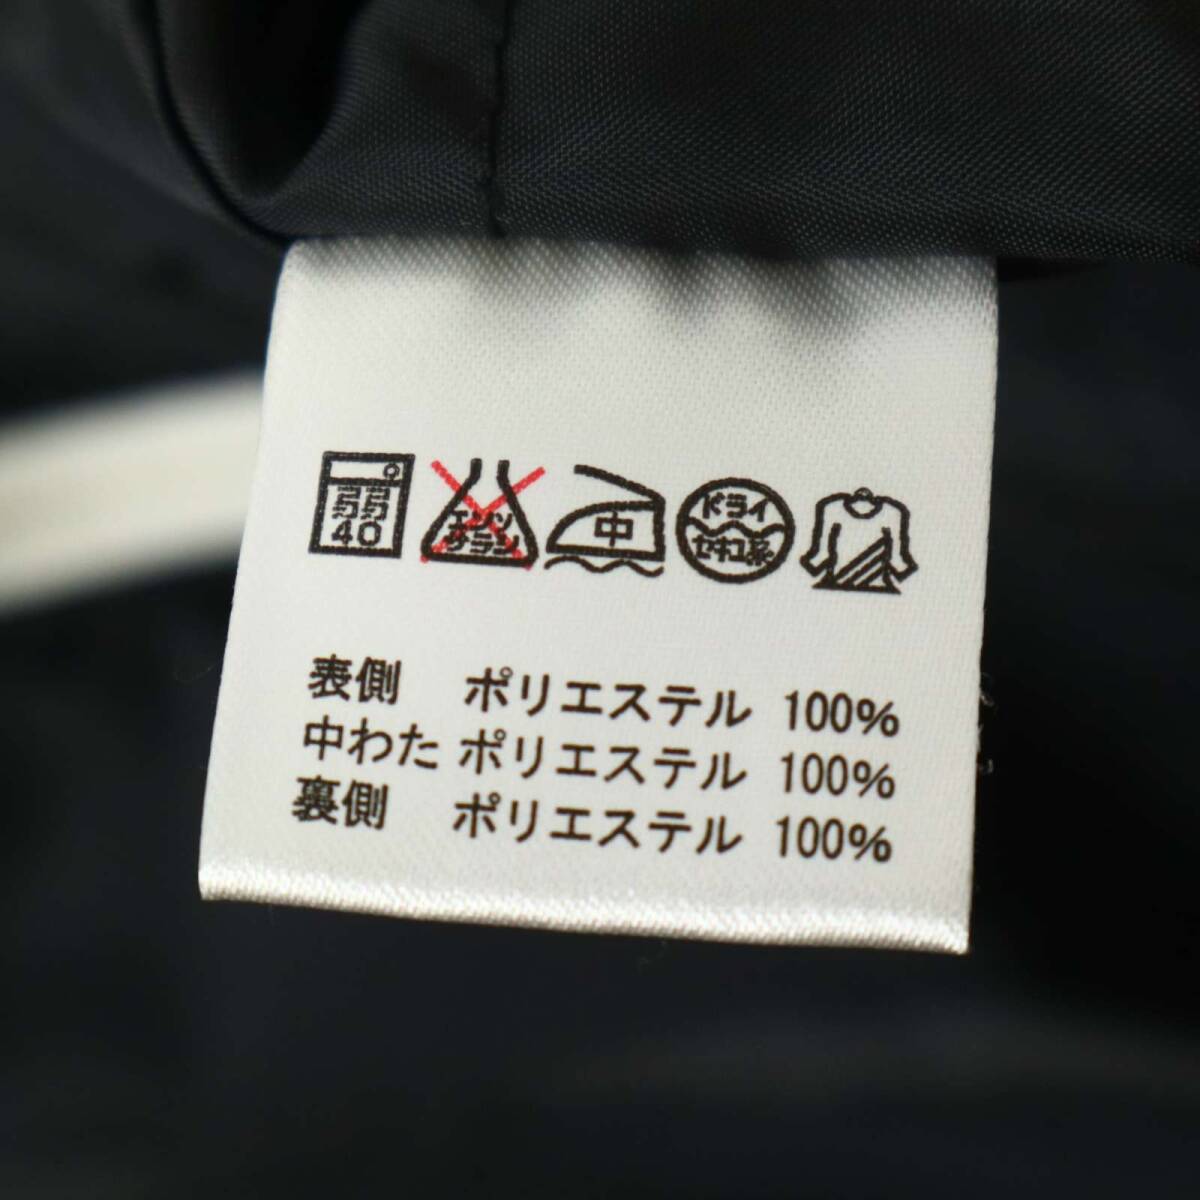 弱 中 ドライ
40 エンソ サラシ セキユ系
表側 ポリエステル 100%
中わた ポリエステル 100%
裏側 ポリエステル 100%